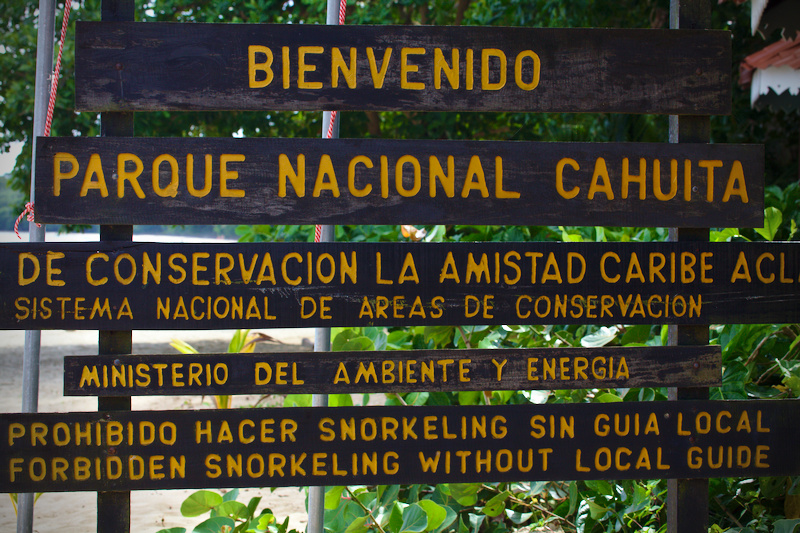 BIENVENIDO
PARQUE NACIONAL CAHUITA
DE CONSERVACION LA AMISTAD CARIBE ACL
SISTEMA NACIONAL DE AREAS DE CONSERVACION
MINISTERIO DEL AMBIENTE Y ENERGIA
PROHIBIDO HACER SNORKELING SIN GUIA LOCAL
FORBIDDEN SNORKELING WITHOUT LOCAL GUIDE